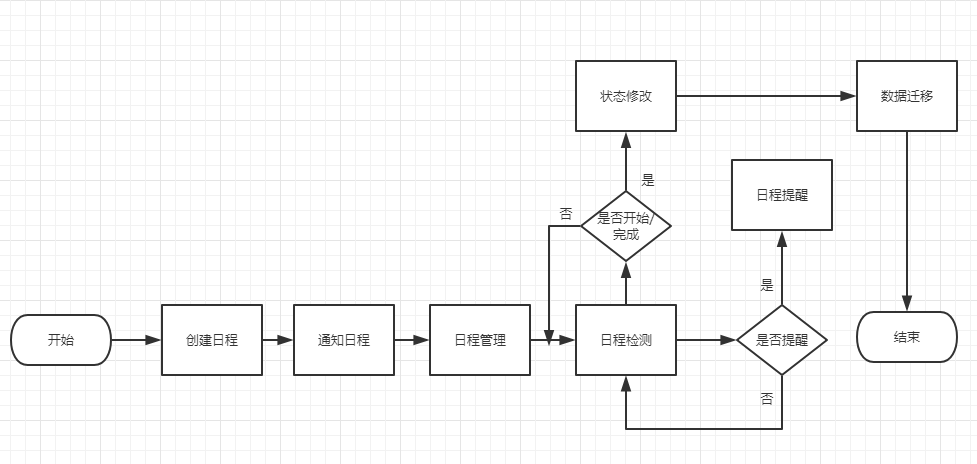 状态修改
数据迁移
是
日程提醒
否
是否开始/
完成
是
开始
创建日程
通知日程
日程管理
日程检测
是否提醒
结束
否